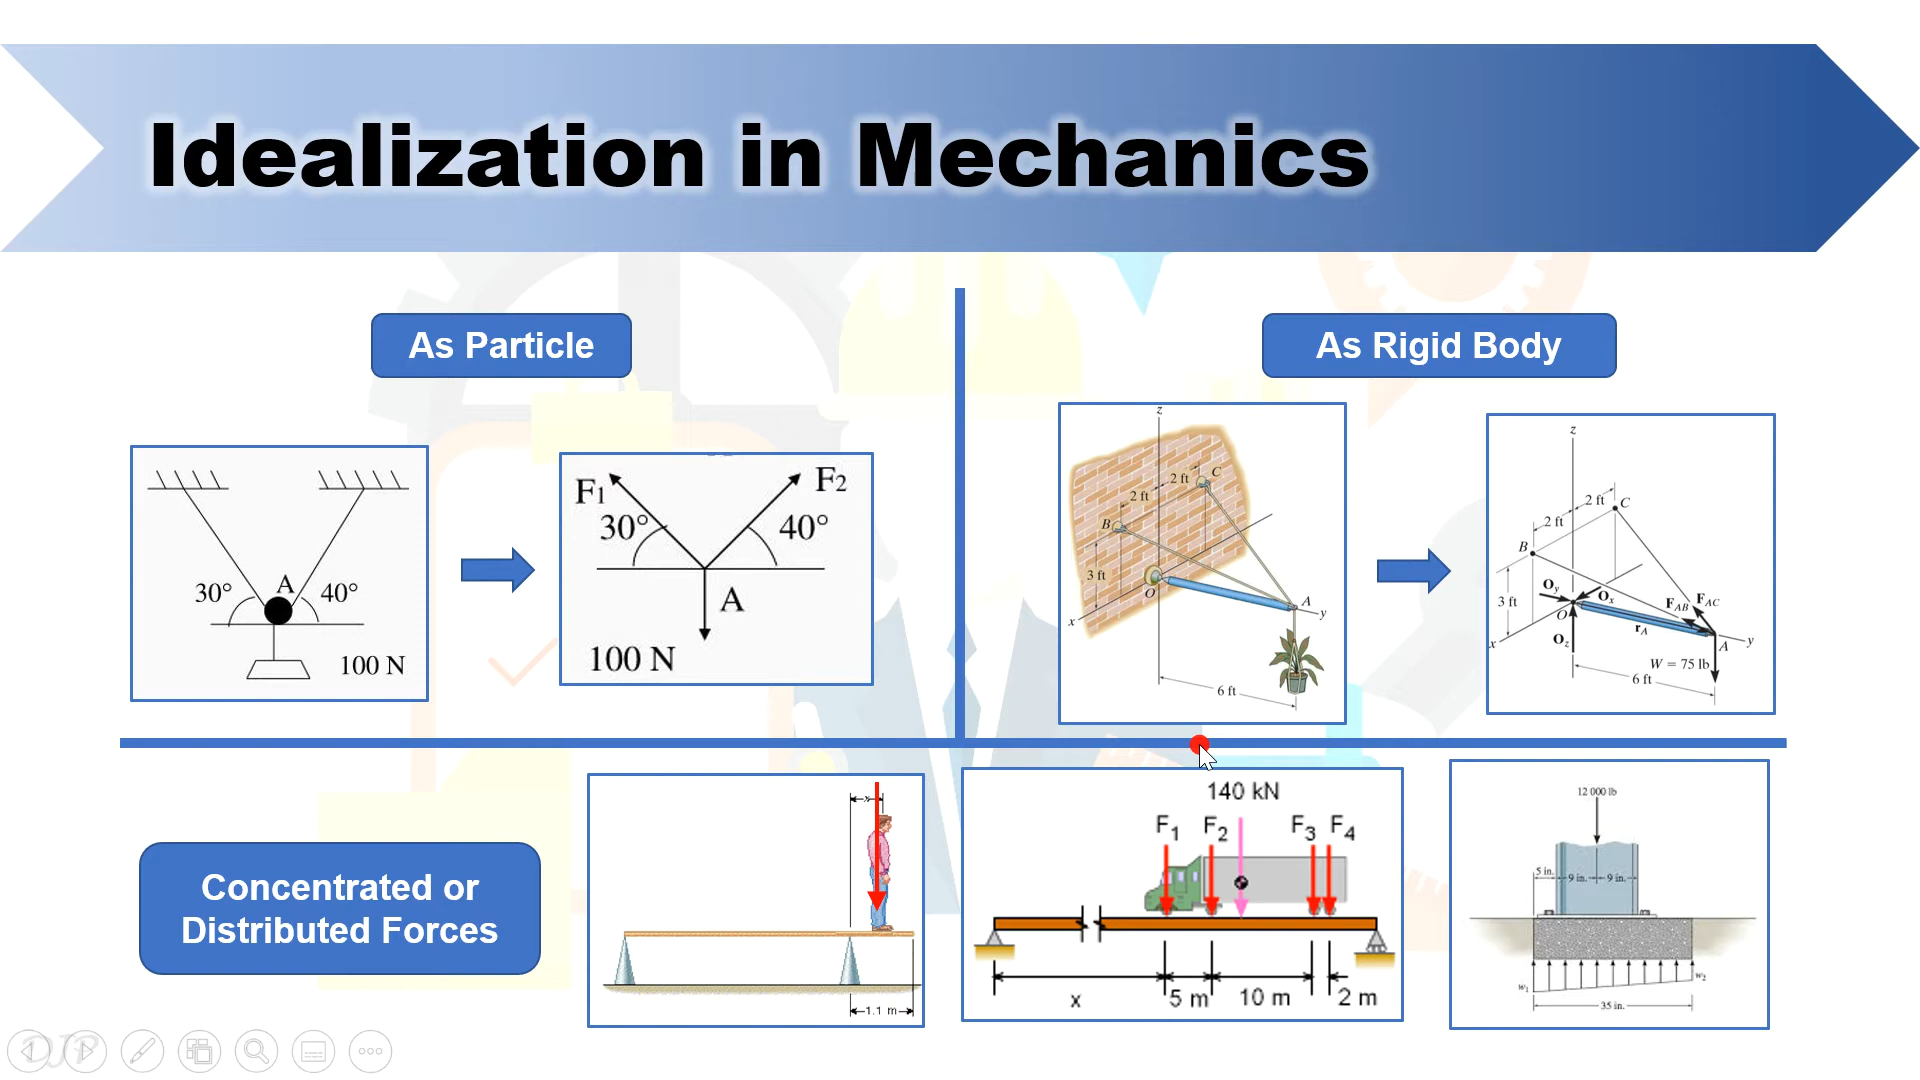 Idealization in Mechanics
As Particle
As Rigid Body
30°
A
40°
100 N
F1
F2
30°
40°
A
100 N
z
2 ft
C
2 ft
B
3 ft
O
A
x
y
6 ft
z
2 ft
C
2 ft
B
3 ft
Oy
Ox
FAB
FAC
O
x
Oz
rA
A
y
W = 75 lb
6 ft
Concentrated or
Distributed Forces
x
1.1 m
140 kN
F1 F2 F3 F4
x 5 m 10 m 2 m
12 000 lb
5 in.
9 in. 9 in.
w1
w2
35 in.
DJP